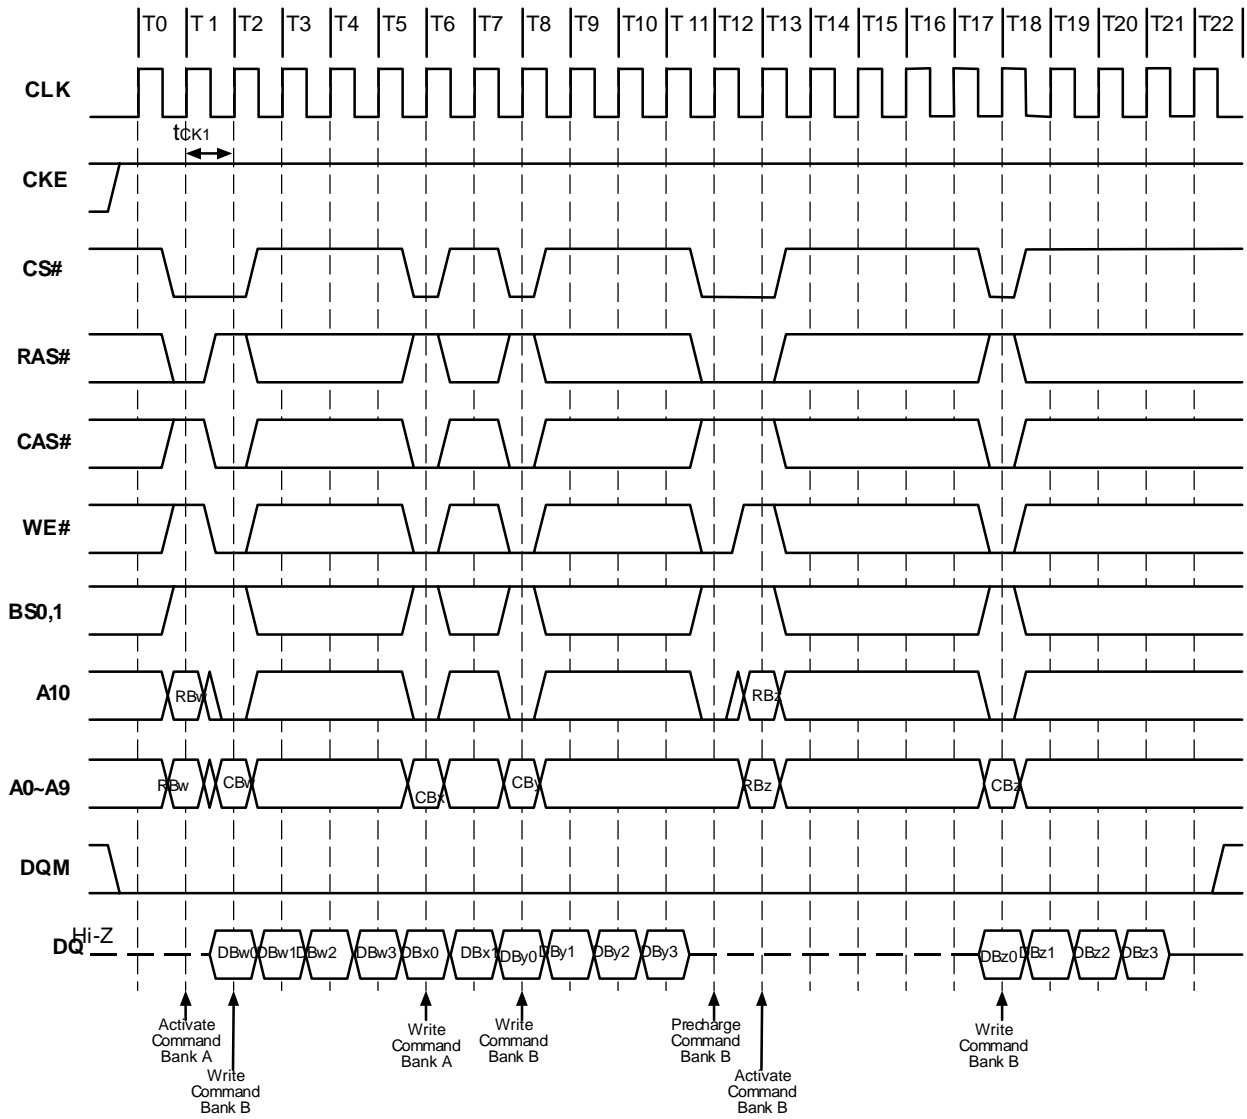 T0 T 1 T2 T3 T4 T5 T6 T7 T8 T9 T10 T 11 T12 T13 T14 T15 T16 T17 T18 T19 T20 T21 T22
CLK
tCK1
CKE
CS#
RAS#
CAS#
WE#
BS0,1
A10
RBw RBz
A0~A9
RBw CBw CBx CBy RBz CBz
DQM
DQ Hi-Z
DBw0 DBw1 DBw2 DBw3 DBx0 DBx1 DBy0 DBy1 DBy2 DBy3 DBz0 DBz1 DBz2 DBz3
Activate
Command
Bank A
Write
Command
Bank B
Write
Command
Bank A
Write
Command
Bank B
Precharge
Command
Bank B
Activate
Command
Bank B
Write
Command
Bank B